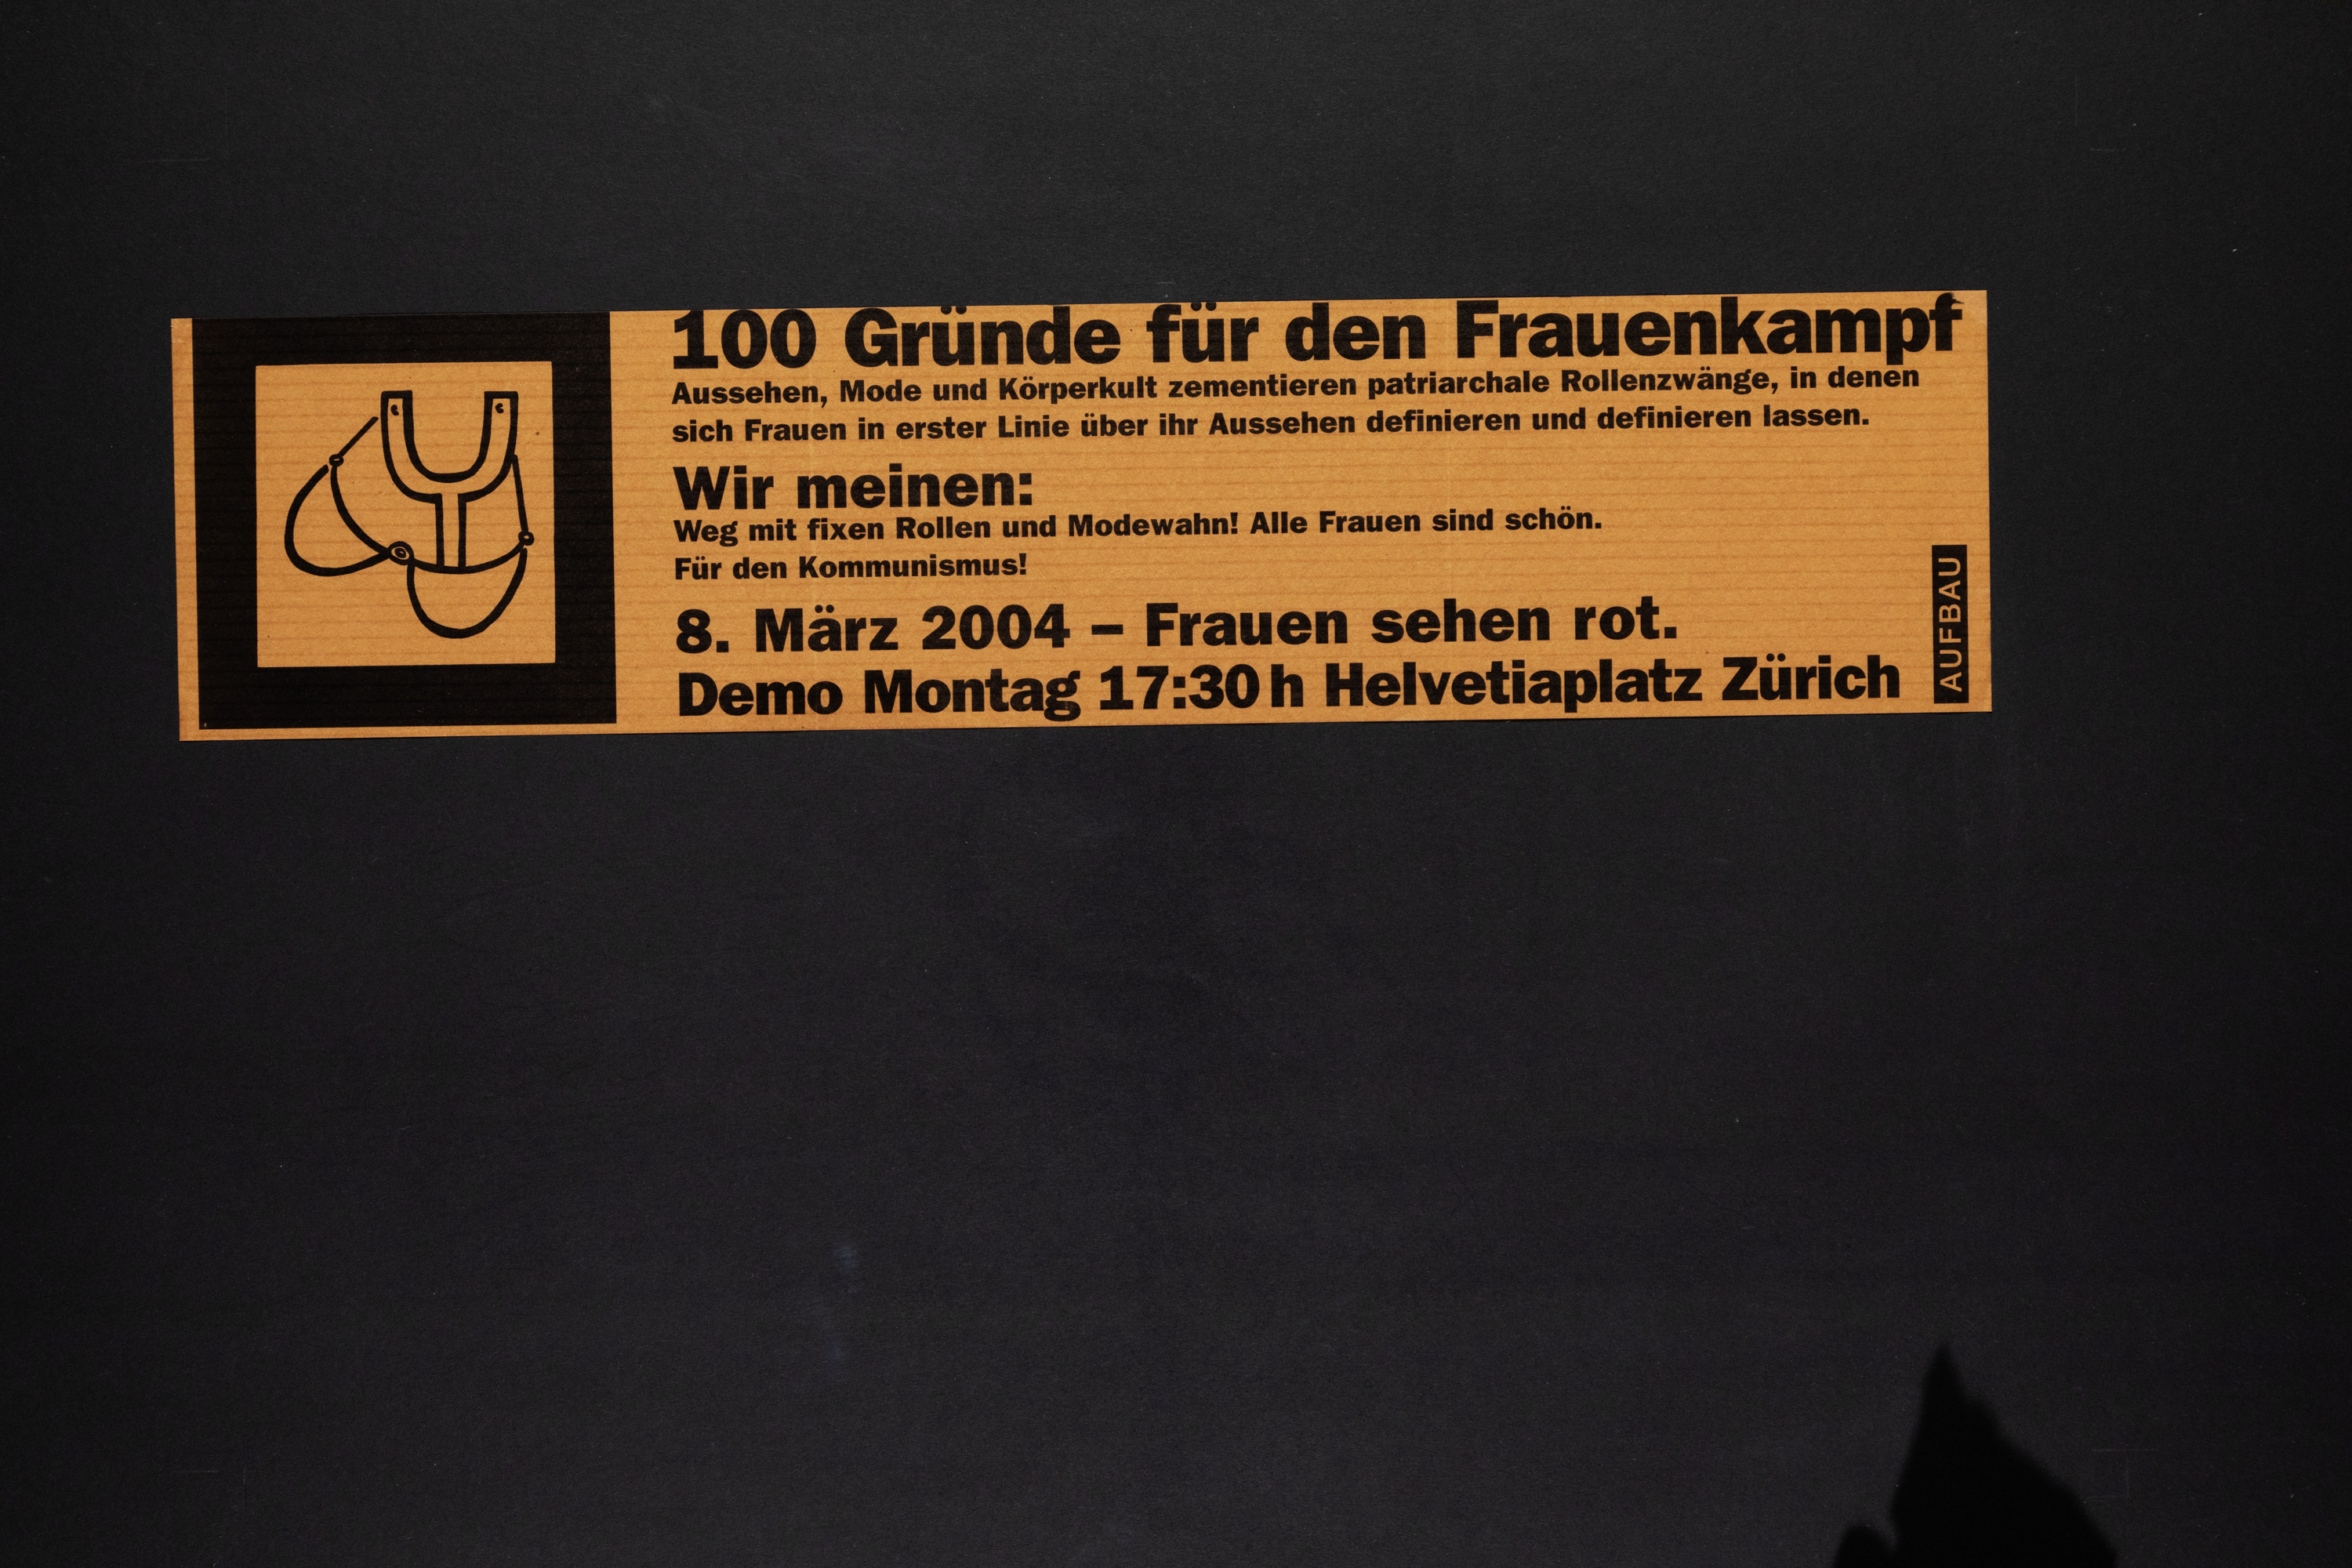 100 Gründe für den Frauenkampf
Aussehen, Mode und Körperkult zementieren patriarchale Rollenzwänge, in denen
sich Frauen in erster Linie über ihr Aussehen definieren und definieren lassen.
Wir meinen:
Weg mit fixen Rollen und Modewahn! Alle Frauen sind schön.
Für den Kommunismus!
8. März 2004 – Frauen sehen rot.
Demo Montag 17:30 h Helvetiaplatz Zürich
AUFBAU